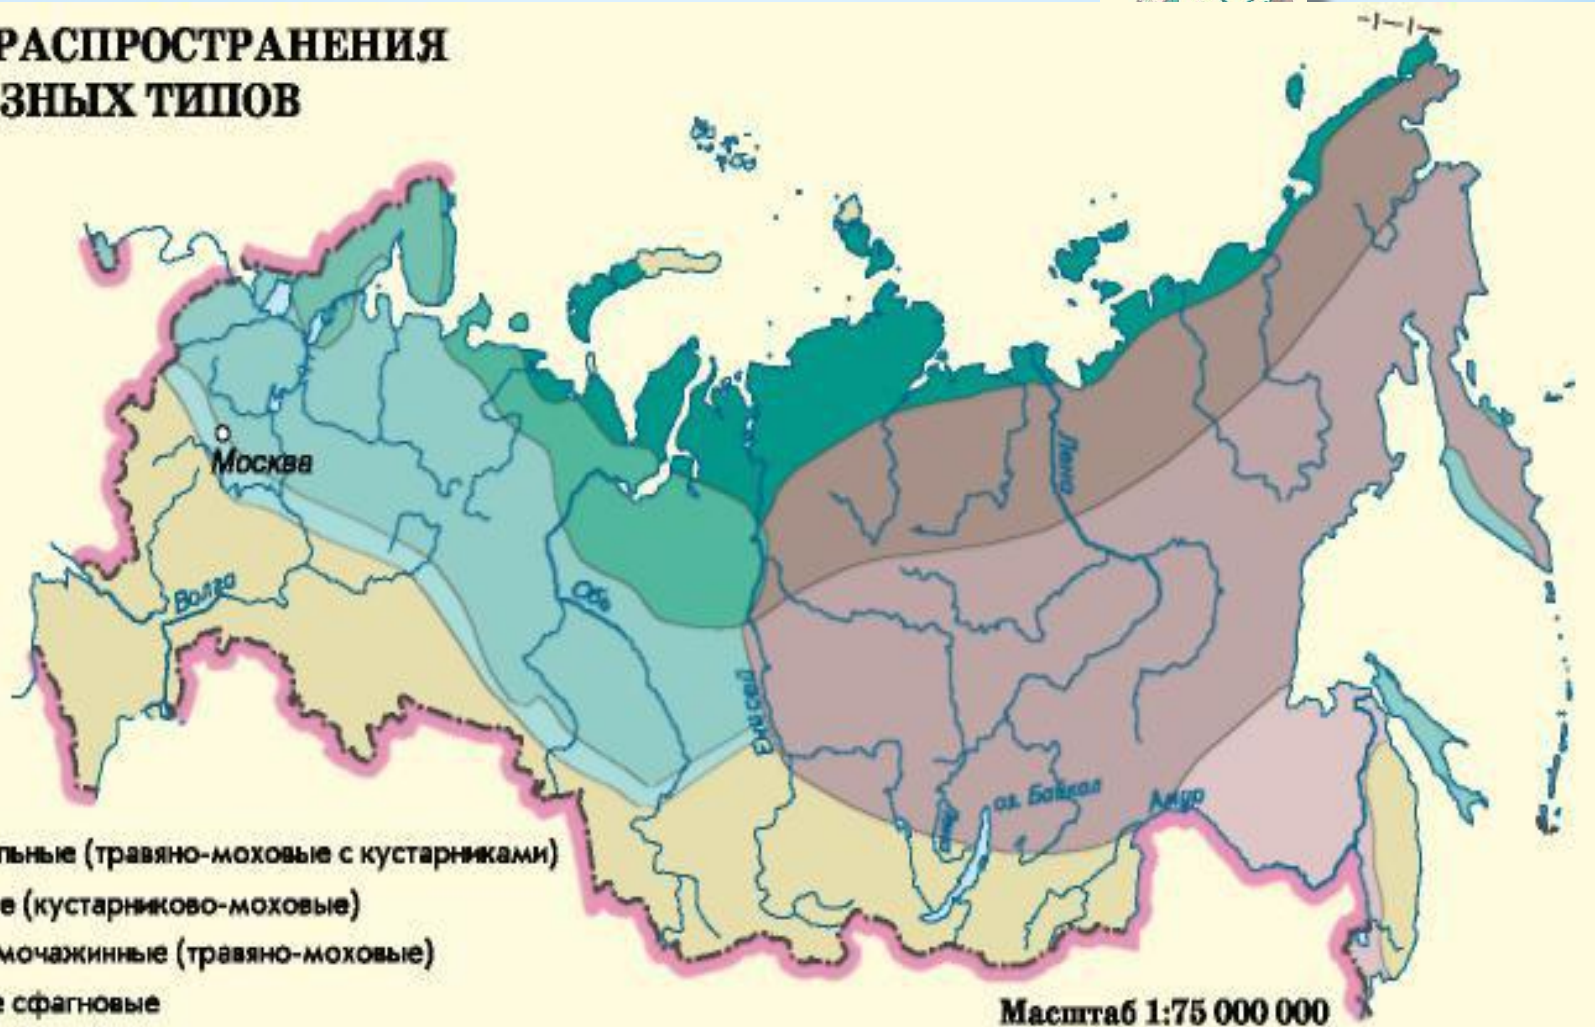 РАСПРОСТРАНЕНИЯ
ЗНЫХ ТИПОВ
Москва
Волга
Обь
Енисей
Лена
Лена
оз. Байкал
Амур
льные (травяно-моховые с кустарниками)
е (кустарниково-моховые)
мочажинные (травяно-моховые)
е сфагновые
Масштаб 1:75 000 000